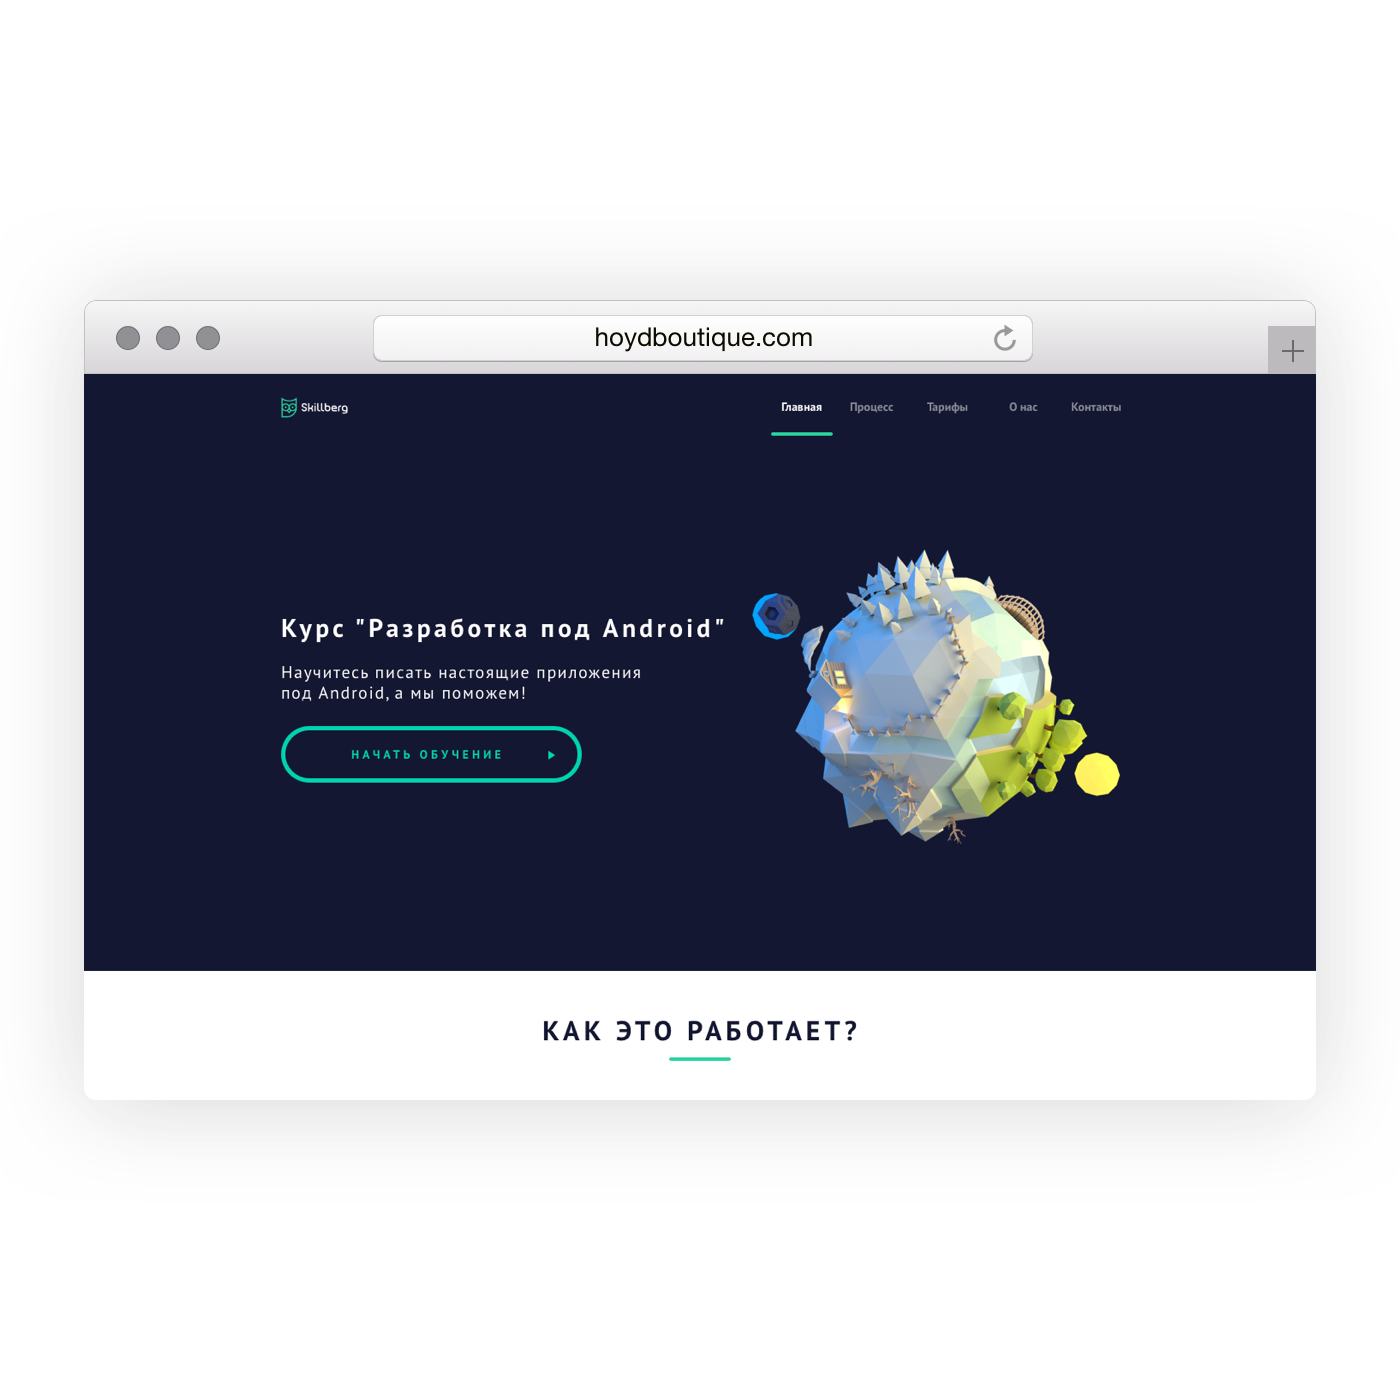 hoydboutique.com
Skillberg
Главная Процесс Тарифы О нас Контакты
Курс "Разработка под Android"
Научитесь писать настоящие приложения
под Android, а мы поможем!
НАЧАТЬ ОБУЧЕНИЕ
КАК ЭТО РАБОТАЕТ?